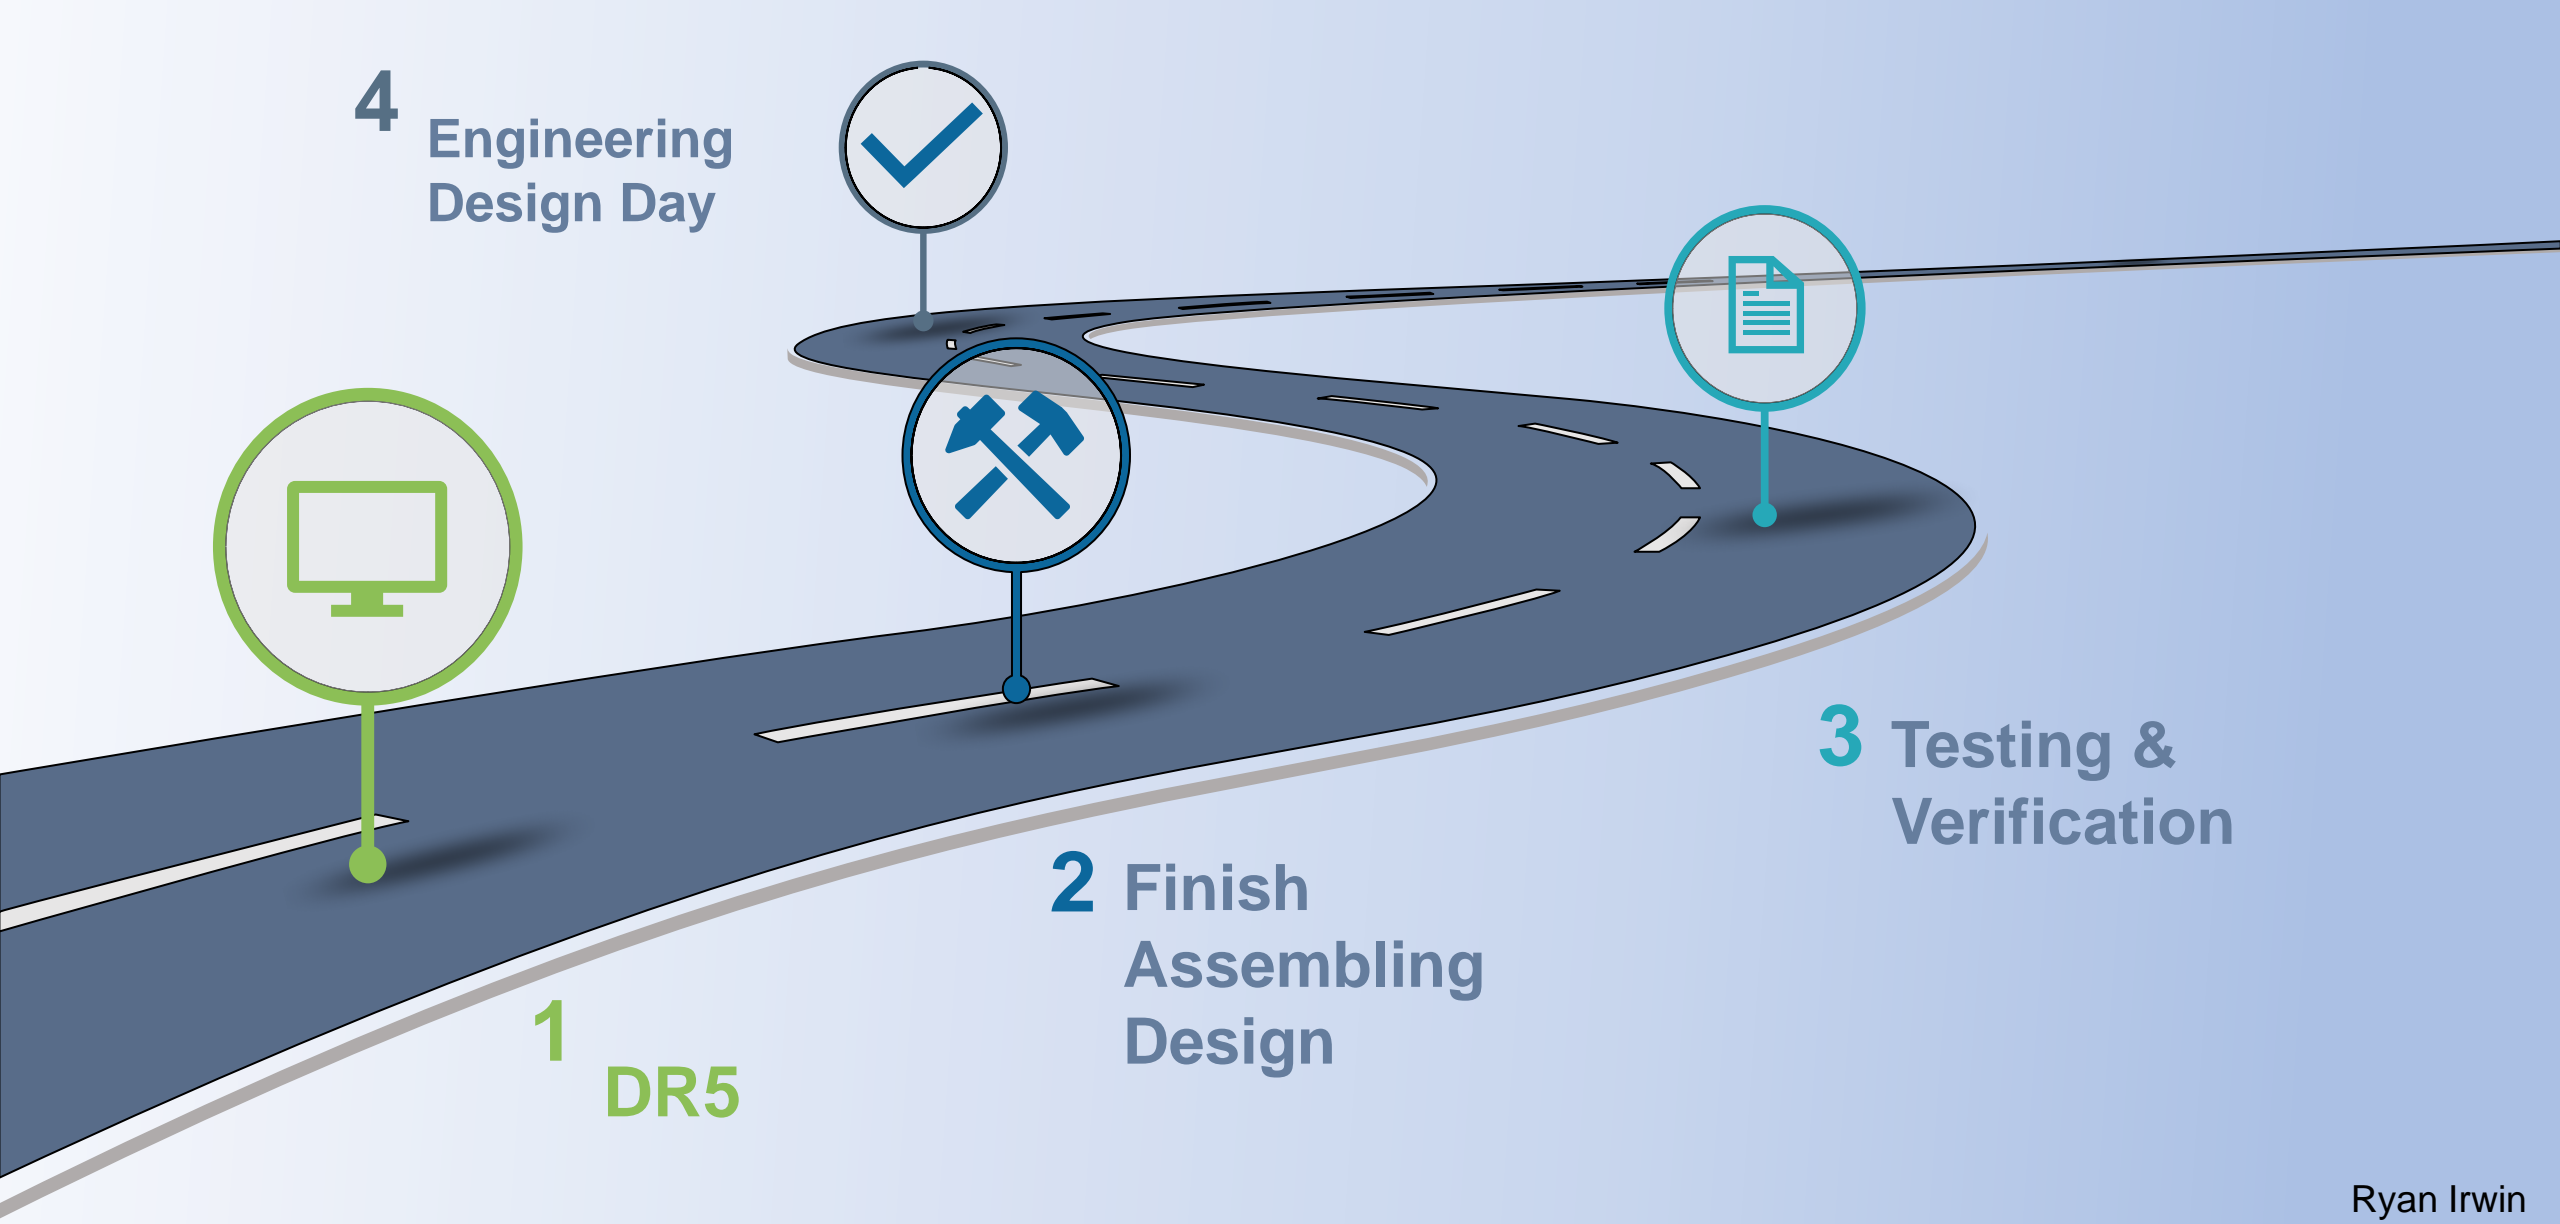 4
Engineering
Design Day
3
Testing &
Verification
2
Finish
Assembling
Design
1
DR5
Ryan Irwin